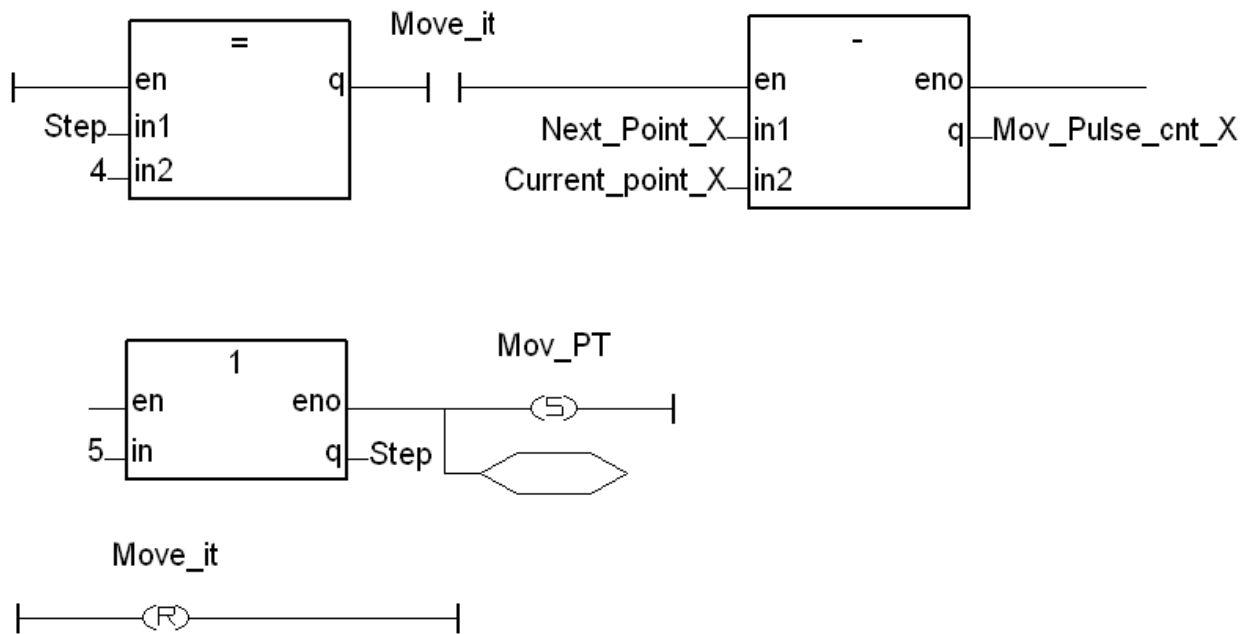 Move_it
=
-
en q
en eno
Step in1
Next_Point_X in1 q Mov_Pulse_cnt_X
4 in2
Current_point_X in2
Mov_PT
1
en eno (S)
5 in q Step
Move_it
(R)